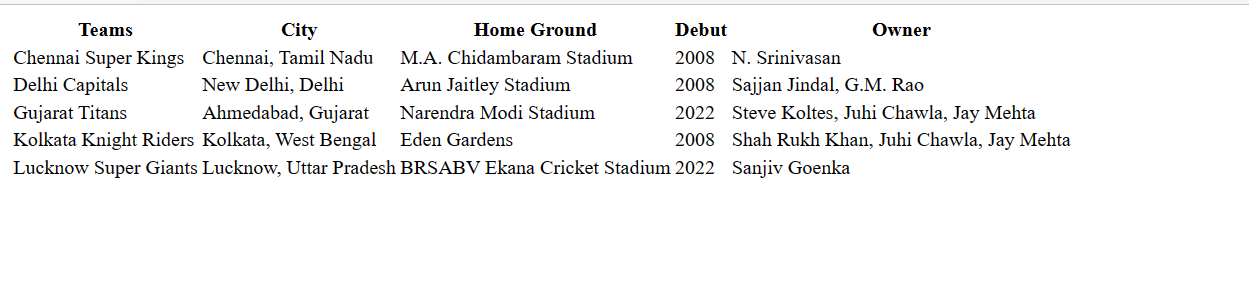 Teams City Home Ground Debut Owner
Chennai Super Kings Chennai, Tamil Nadu M.A. Chidambaram Stadium 2008 N. Srinivasan
Delhi Capitals New Delhi, Delhi Arun Jaitley Stadium 2008 Sajjan Jindal, G.M. Rao
Gujarat Titans Ahmedabad, Gujarat Narendra Modi Stadium 2022 Steve Koltes, Juhi Chawla, Jay Mehta
Kolkata Knight Riders Kolkata, West Bengal Eden Gardens 2008 Shah Rukh Khan, Juhi Chawla, Jay Mehta
Lucknow Super Giants Lucknow, Uttar Pradesh BRSABV Ekana Cricket Stadium 2022 Sanjiv Goenka